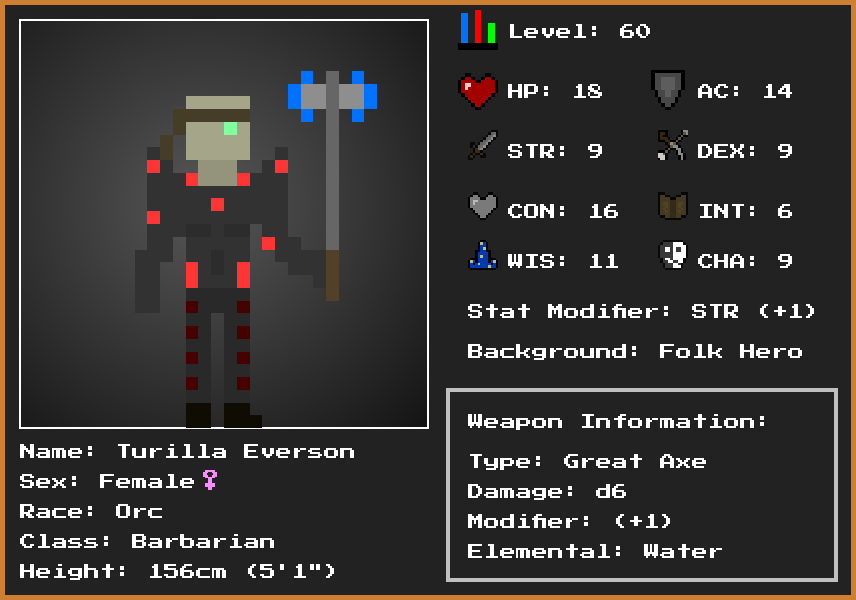 Level: 60
HP: 18 AC: 14
STR: 9 DEX: 9
CON: 16 INT: 6
WIS: 11 CHA: 9
Stat Modifier: STR (+1)
Background: Folk Hero
Weapon Information:
Type: Great Axe
Damage: d6
Modifier: (+1)
Elemental: Water
Name: Turilla Everson
Sex: Female♀
Race: Orc
Class: Barbarian
Height: 156cm (5'1")